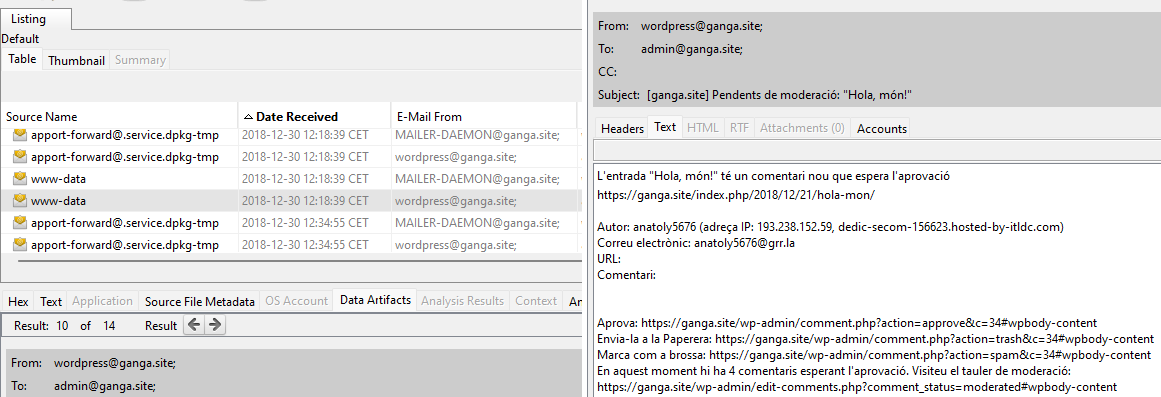 Listing
Default
Table Thumbnail Summary
Source Name Date Received E-Mail From
apport-forward@.service.dpkg-tmp 2018-12-30 12:18:39 CET MAILER-DAEMON@ganga.site;
apport-forward@.service.dpkg-tmp 2018-12-30 12:18:39 CET wordpress@ganga.site;
www-data 2018-12-30 12:18:39 CET MAILER-DAEMON@ganga.site;
www-data 2018-12-30 12:18:39 CET wordpress@ganga.site;
apport-forward@.service.dpkg-tmp 2018-12-30 12:34:55 CET MAILER-DAEMON@ganga.site;
apport-forward@.service.dpkg-tmp 2018-12-30 12:34:55 CET wordpress@ganga.site;
Hex Text Application Source File Metadata OS Account Data Artifacts Analysis Results Context
Result: 10 of 14 Result
From: wordpress@ganga.site;
To: admin@ganga.site;
From: wordpress@ganga.site;
To: admin@ganga.site;
CC:
Subject: [ganga.site] Pendents de moderació: "Hola, món!"
Headers Text HTML RTF Attachments (0) Accounts
L'entrada "Hola, món!" té un comentari nou que espera l'aprovació
https://ganga.site/index.php/2018/12/21/hola-mon/
Autor: anatoly5676 (adreça IP: 193.238.152.59, dedic-secom-156623.hosted-by-itldc.com)
Correu electrònic: anatoly5676@grr.la
URL:
Comentari:
Aprova: https://ganga.site/wp-admin/comment.php?action=approve&c=34#wpbody-content
Envia-la a la Paperera: https://ganga.site/wp-admin/comment.php?action=trash&c=34#wpbody-content
Marca com a brossa: https://ganga.site/wp-admin/comment.php?action=spam&c=34#wpbody-content
En aquest moment hi ha 4 comentaris esperant l'aprovació. Visiteu el tauler de moderació:
https://ganga.site/wp-admin/edit-comments.php?comment_status=moderated#wpbody-content